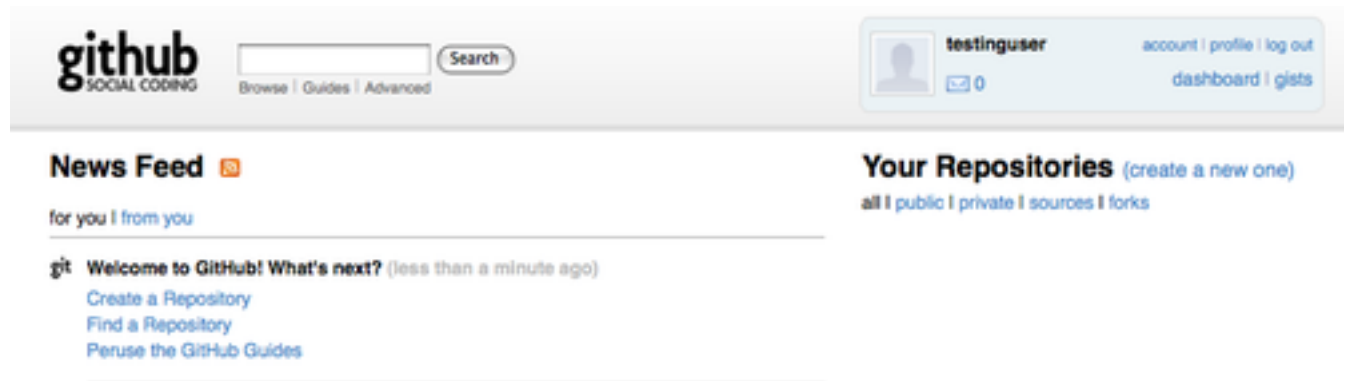 github
SOCIAL CODING
Search
Browse | Guides | Advanced
testinguser
account | profile | log out
0
dashboard | gists
News Feed
for you | from you
git Welcome to GitHub! What's next? (less than a minute ago)
Create a Repository
Find a Repository
Peruse the GitHub Guides
Your Repositories (create a new one)
all | public | private | sources | forks